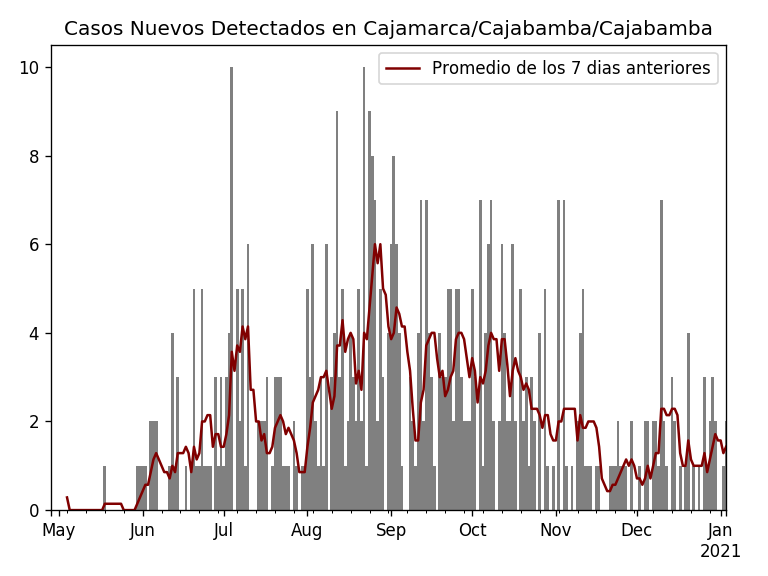 Casos Nuevos Detectados en Cajamarca/Cajabamba/Cajabamba
Promedio de los 7 dias anteriores
10
8
6
4
2
0
May Jun Jul Aug Sep Oct Nov Dec Jan
2021